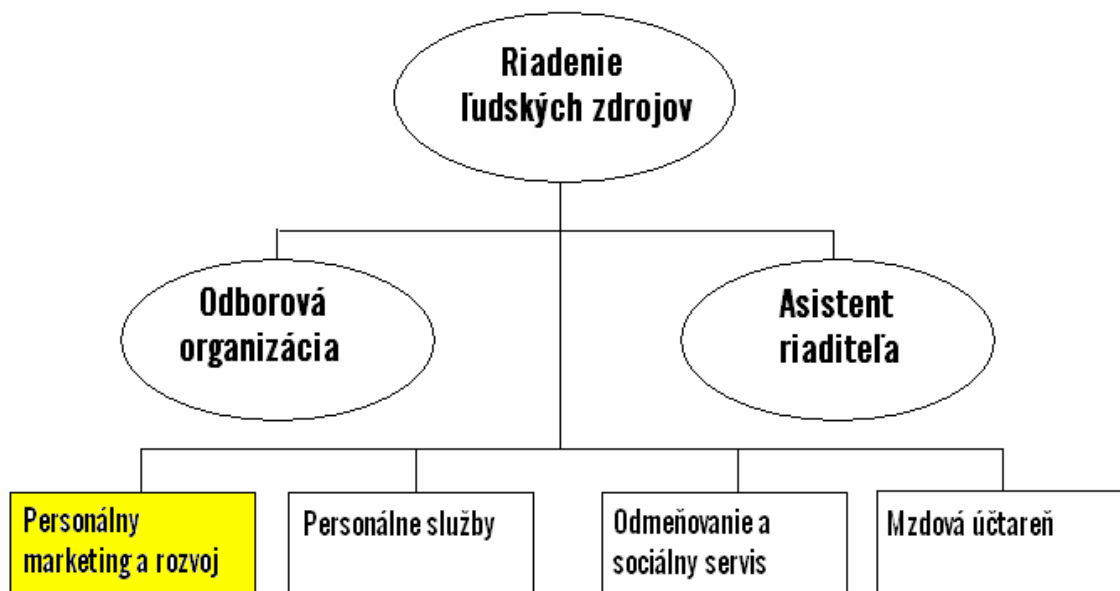 Riadenie
ľudských zdrojov
Odborová
organizácia
Asistent
riaditeľa
Personálny
marketing a rozvoj
Personálne služby
Odmeňovanie a
sociálny servis
Mzdová účtareň